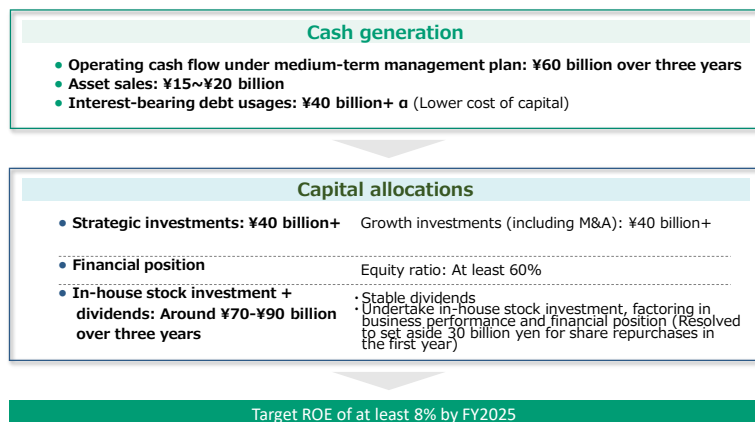 Cash generation
● Operating cash flow under medium-term management plan: ¥60 billion over three years
● Asset sales: ¥15~¥20 billion
● Interest-bearing debt usages: ¥40 billion+ α (Lower cost of capital)
Capital allocations
● Strategic investments: ¥40 billion+
Growth investments (including M&A): ¥40 billion+
● Financial position
Equity ratio: At least 60%
● In-house stock investment +
dividends: Around ¥70-¥90 billion
over three years
・Stable dividends
・Undertake in-house stock investment, factoring in
business performance and financial position (Resolved
to set aside 30 billion yen for share repurchases in
the first year)
Target ROE of at least 8% by FY2025